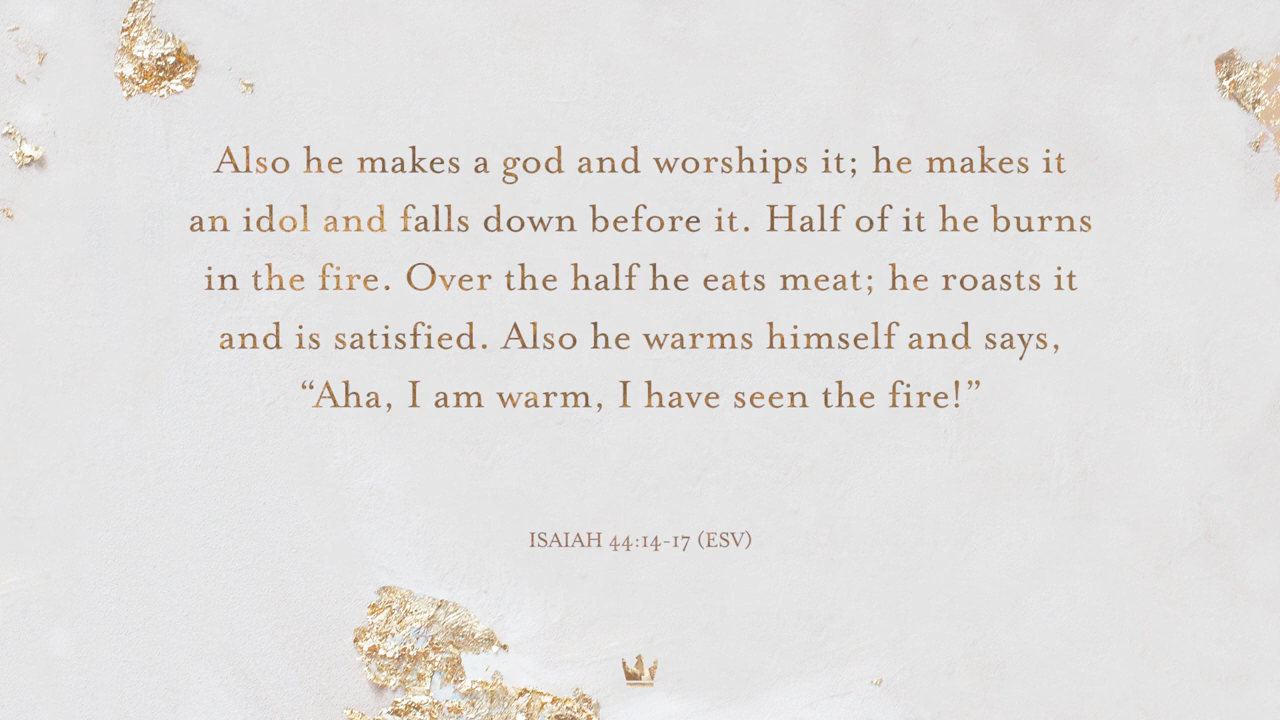 Also he makes a god and worships it; he makes it
an idol and falls down before it. Half of it he burns
in the fire. Over the half he eats meat; he roasts it
and is satisfied. Also he warms himself and says,
“Aha, I am warm, I have seen the fire!”
ISAIAH 44:14-17 (ESV)